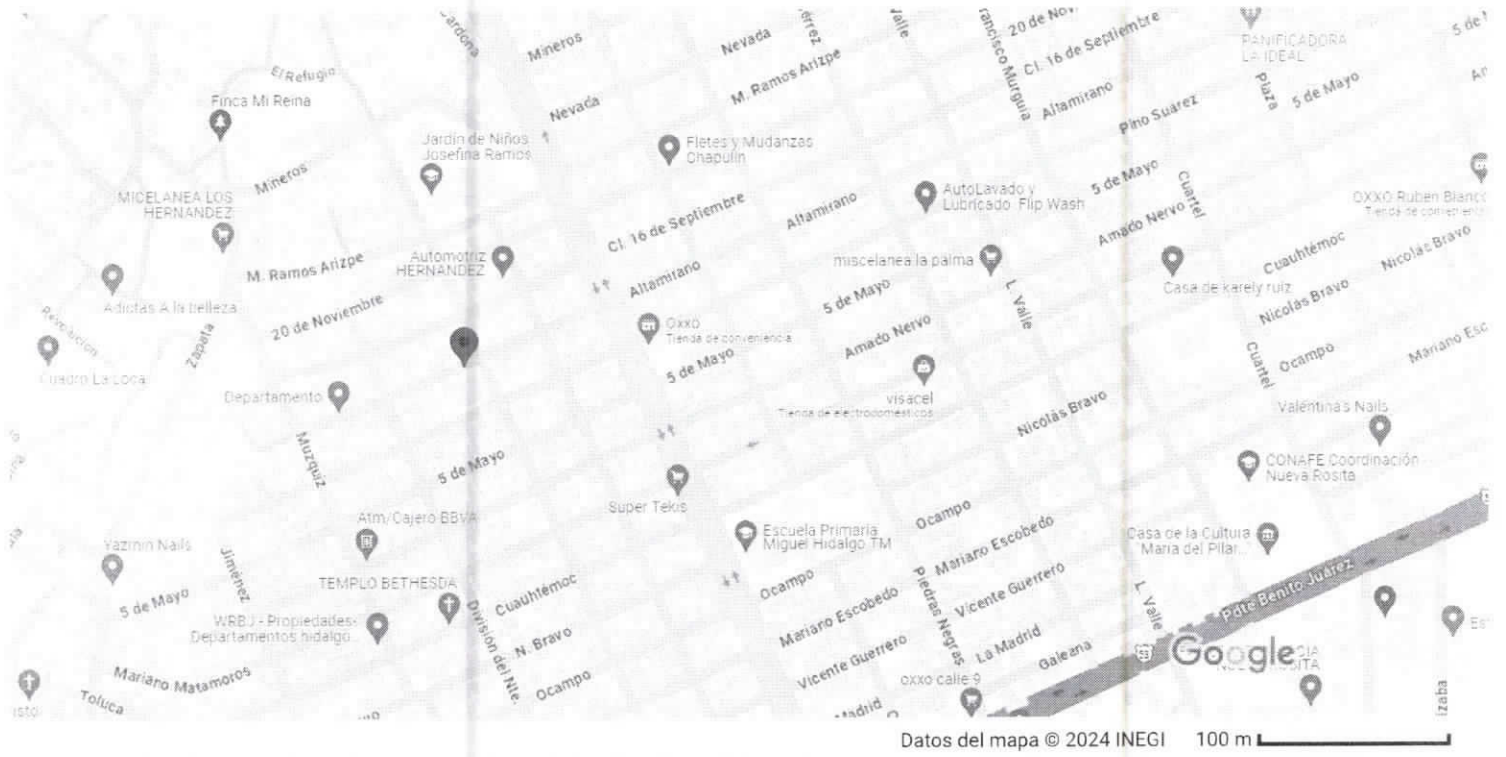 Mineros
Nevada
Valle
Francisco Murguía
20 de Nov
Cl. 16 de Septiembre
PANIFICADORA
LA IDEAL
5 de
El Refugio
Finca Mi Reina
Nevada
M. Ramos Arizpe
Altamirano
Plaza
5 de Mayo
Pino Suárez
Jardín de Niños
Josefina Ramos
Fletes y Mudanzas
Chapulin
Mineros
MICELANEA LOS
HERNANDEZ
Cl. 16 de Septiembre
Altamirano
AutoLavado y
Lubricado Flip Wash
5 de Mayo
Cuartel
OXXO Ruben Blanco
Tienda de conveniencia
Amado Nervo
M. Ramos Arizpe
Automotriz
HERNANDEZ
miscelanea la palma
Cuauhtémoc
Nicolás Bravo
Altamirano
Casa de karely ruiz
Adictas A la belleza
5 de Mayo
L. Valle
Nicolás Bravo
20 de Noviembre
Zapata
Oxxo
Tienda de conveniencia
Amado Nervo
Cuartel
Ocampo
Mariano Esc
5 de Mayo
Cuadro La Loca
Departamento
visacel
Tienda de electrodomésticos
Nicolás Bravo
Valentina's Nails
Muzquiz
5 de Mayo
CONAFE Coordinación
Nueva Rosita
Super Tekis
Atm/Cajero BBVA
Escuela Primaria
Miguel Hidalgo TM
Ocampo
Mariano Escobedo
Casa de la Cultura
"Maria del Pilar...
Yazmin Nails
Jiménez
TEMPLO BETHESDA
Cuauhtémoc
Ocampo
Piedras Negras
Vicente Guerrero
L. Valle
Pdte Benito Juárez
5 de Mayo
WRBJ - Propiedades-
Departamentos hidalgo...
División del Nte.
N. Bravo
Mariano Escobedo
La Madrid
Galeana
Google
Mariano Matamoros
Toluca
Ocampo
Vicente Guerrero
oxxo calle 9
Madrid
izaba
Datos del mapa © 2024 INEGI 100 m